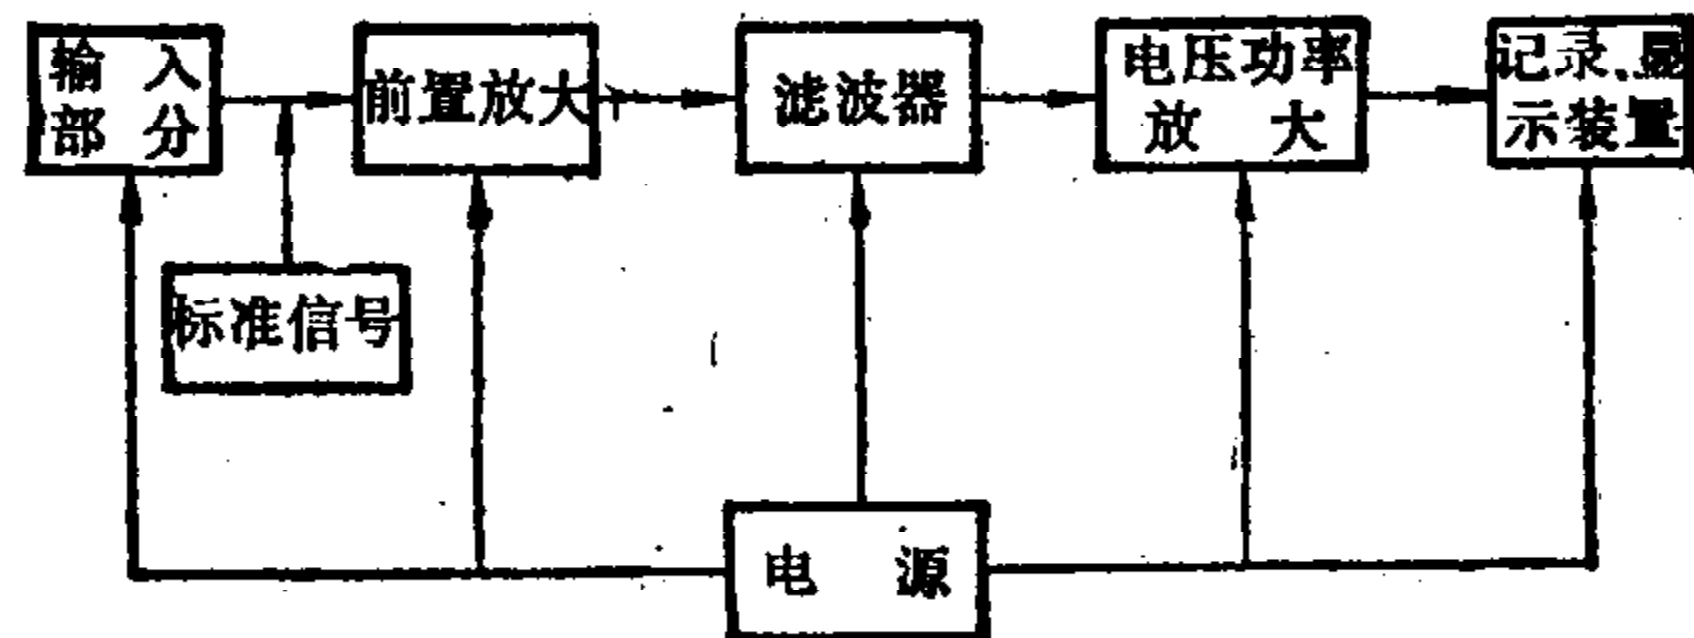 输入
部分
前置放大
滤波器
电压功率
放大
记录、显
示装置
标准信号
电源